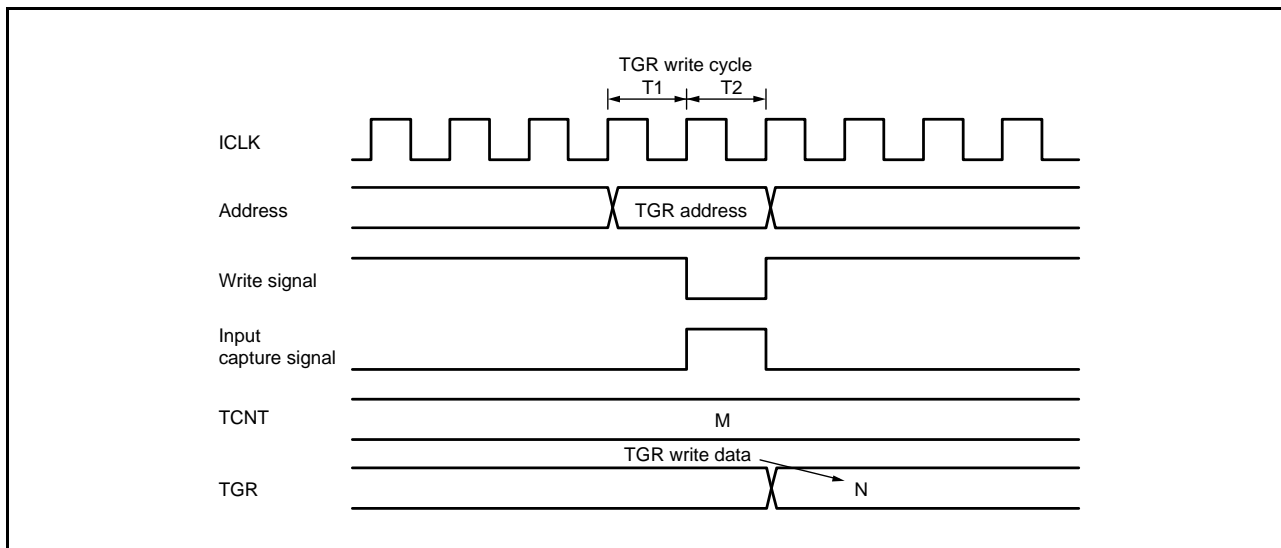 TGR write cycle
T1 T2
ICLK
Address
TGR address
Write signal
Input
capture signal
TCNT
M
TGR write data
TGR
N